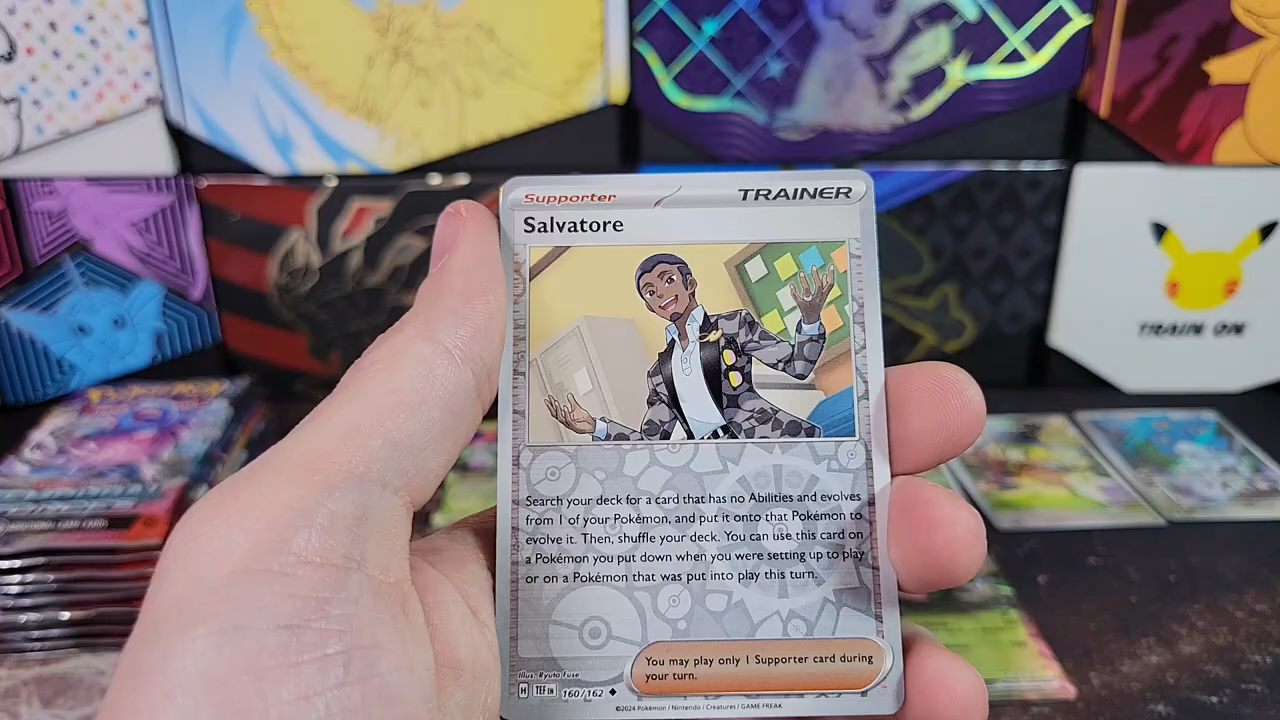 Supporter TRAINER
Salvatore
Search your deck for a card that has no Abilities and evolves
from 1 of your Pokémon, and put it onto that Pokémon to
evolve it. Then, shuffle your deck. You can use this card on
a Pokémon you put down when you were setting up to play
or on a Pokémon that was put into play this turn.
You may play only 1 Supporter card during
your turn.
Illus. Ryuta Fuse
H TEF EN 160/162
©2024 Pokémon / Nintendo / Creatures / GAME FREAK
TRAIN ON
ADDITIONAL GAME CARDS